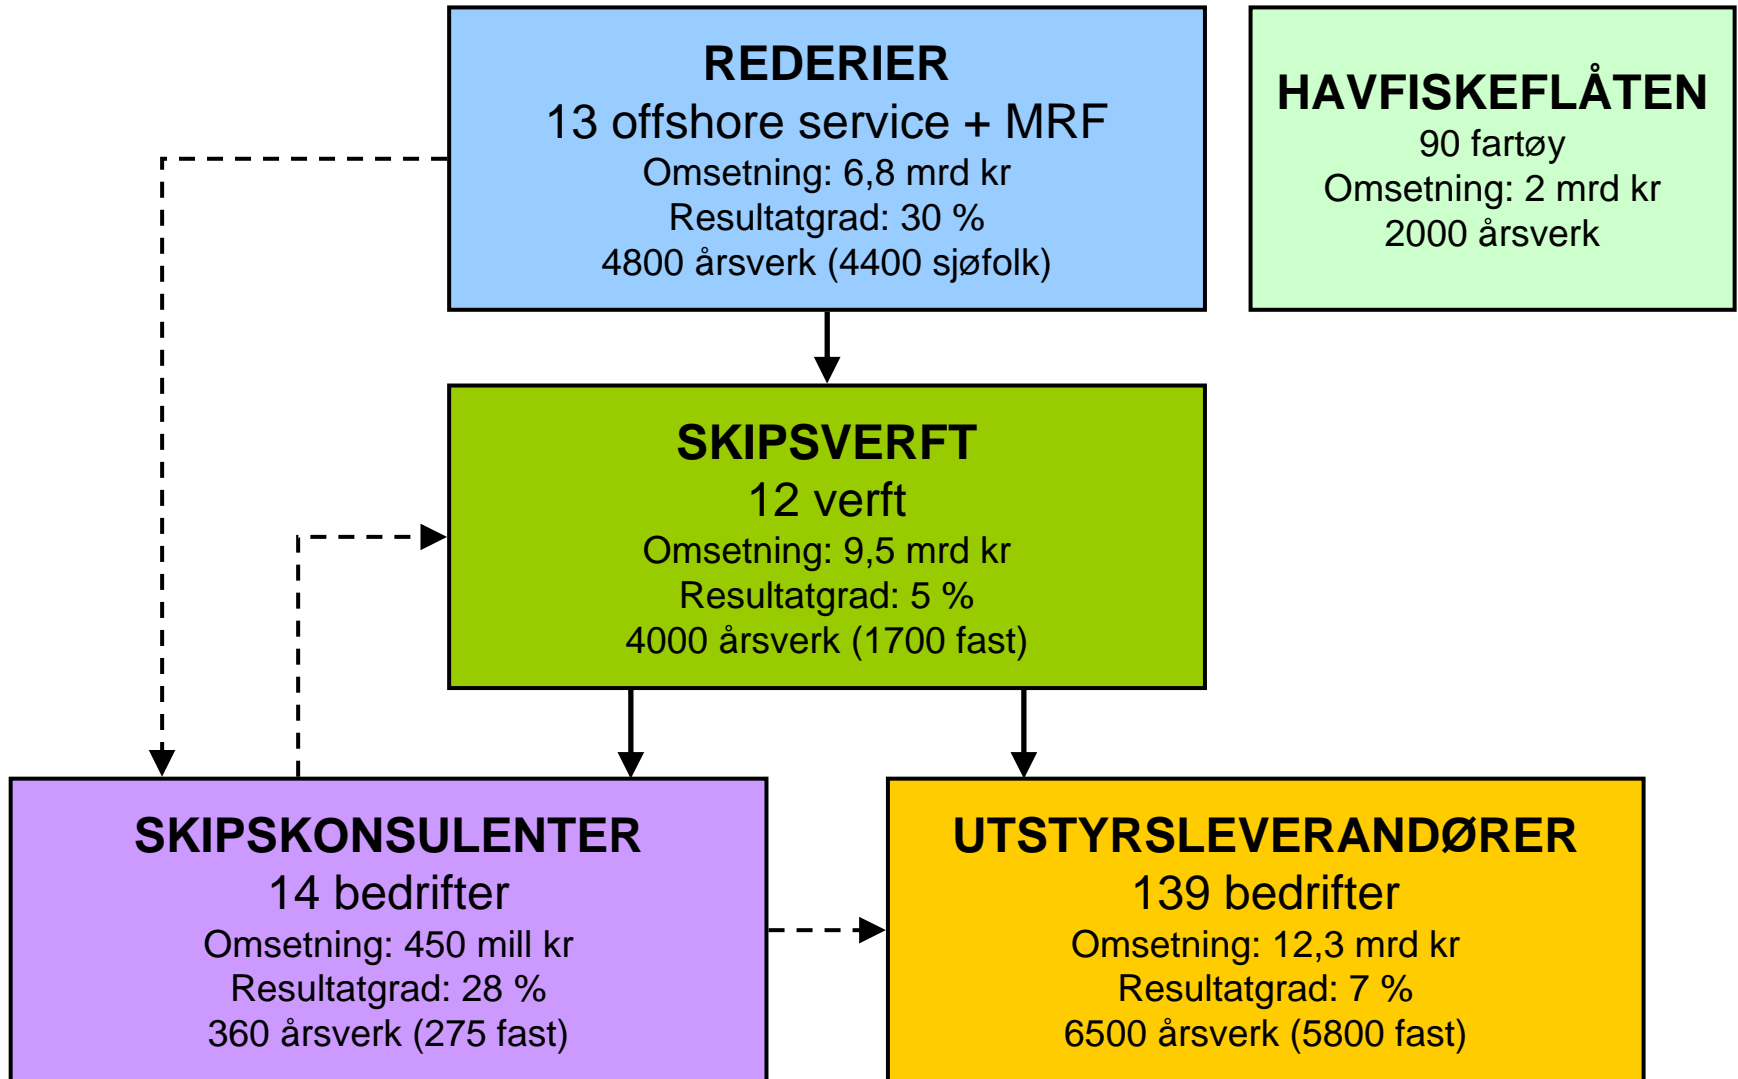 REDERIER
13 offshore service + MRF
Omsetning: 6,8 mrd kr
Resultatgrad: 30 %
4800 årsverk (4400 sjøfolk)
HAVFISKEFLÅTEN
90 fartøy
Omsetning: 2 mrd kr
2000 årsverk
SKIPSVERFT
12 verft
Omsetning: 9,5 mrd kr
Resultatgrad: 5 %
4000 årsverk (1700 fast)
SKIPSKONSULENTER
14 bedrifter
Omsetning: 450 mill kr
Resultatgrad: 28 %
360 årsverk (275 fast)
UTSTYRSLEVERANDØRER
139 bedrifter
Omsetning: 12,3 mrd kr
Resultatgrad: 7 %
6500 årsverk (5800 fast)